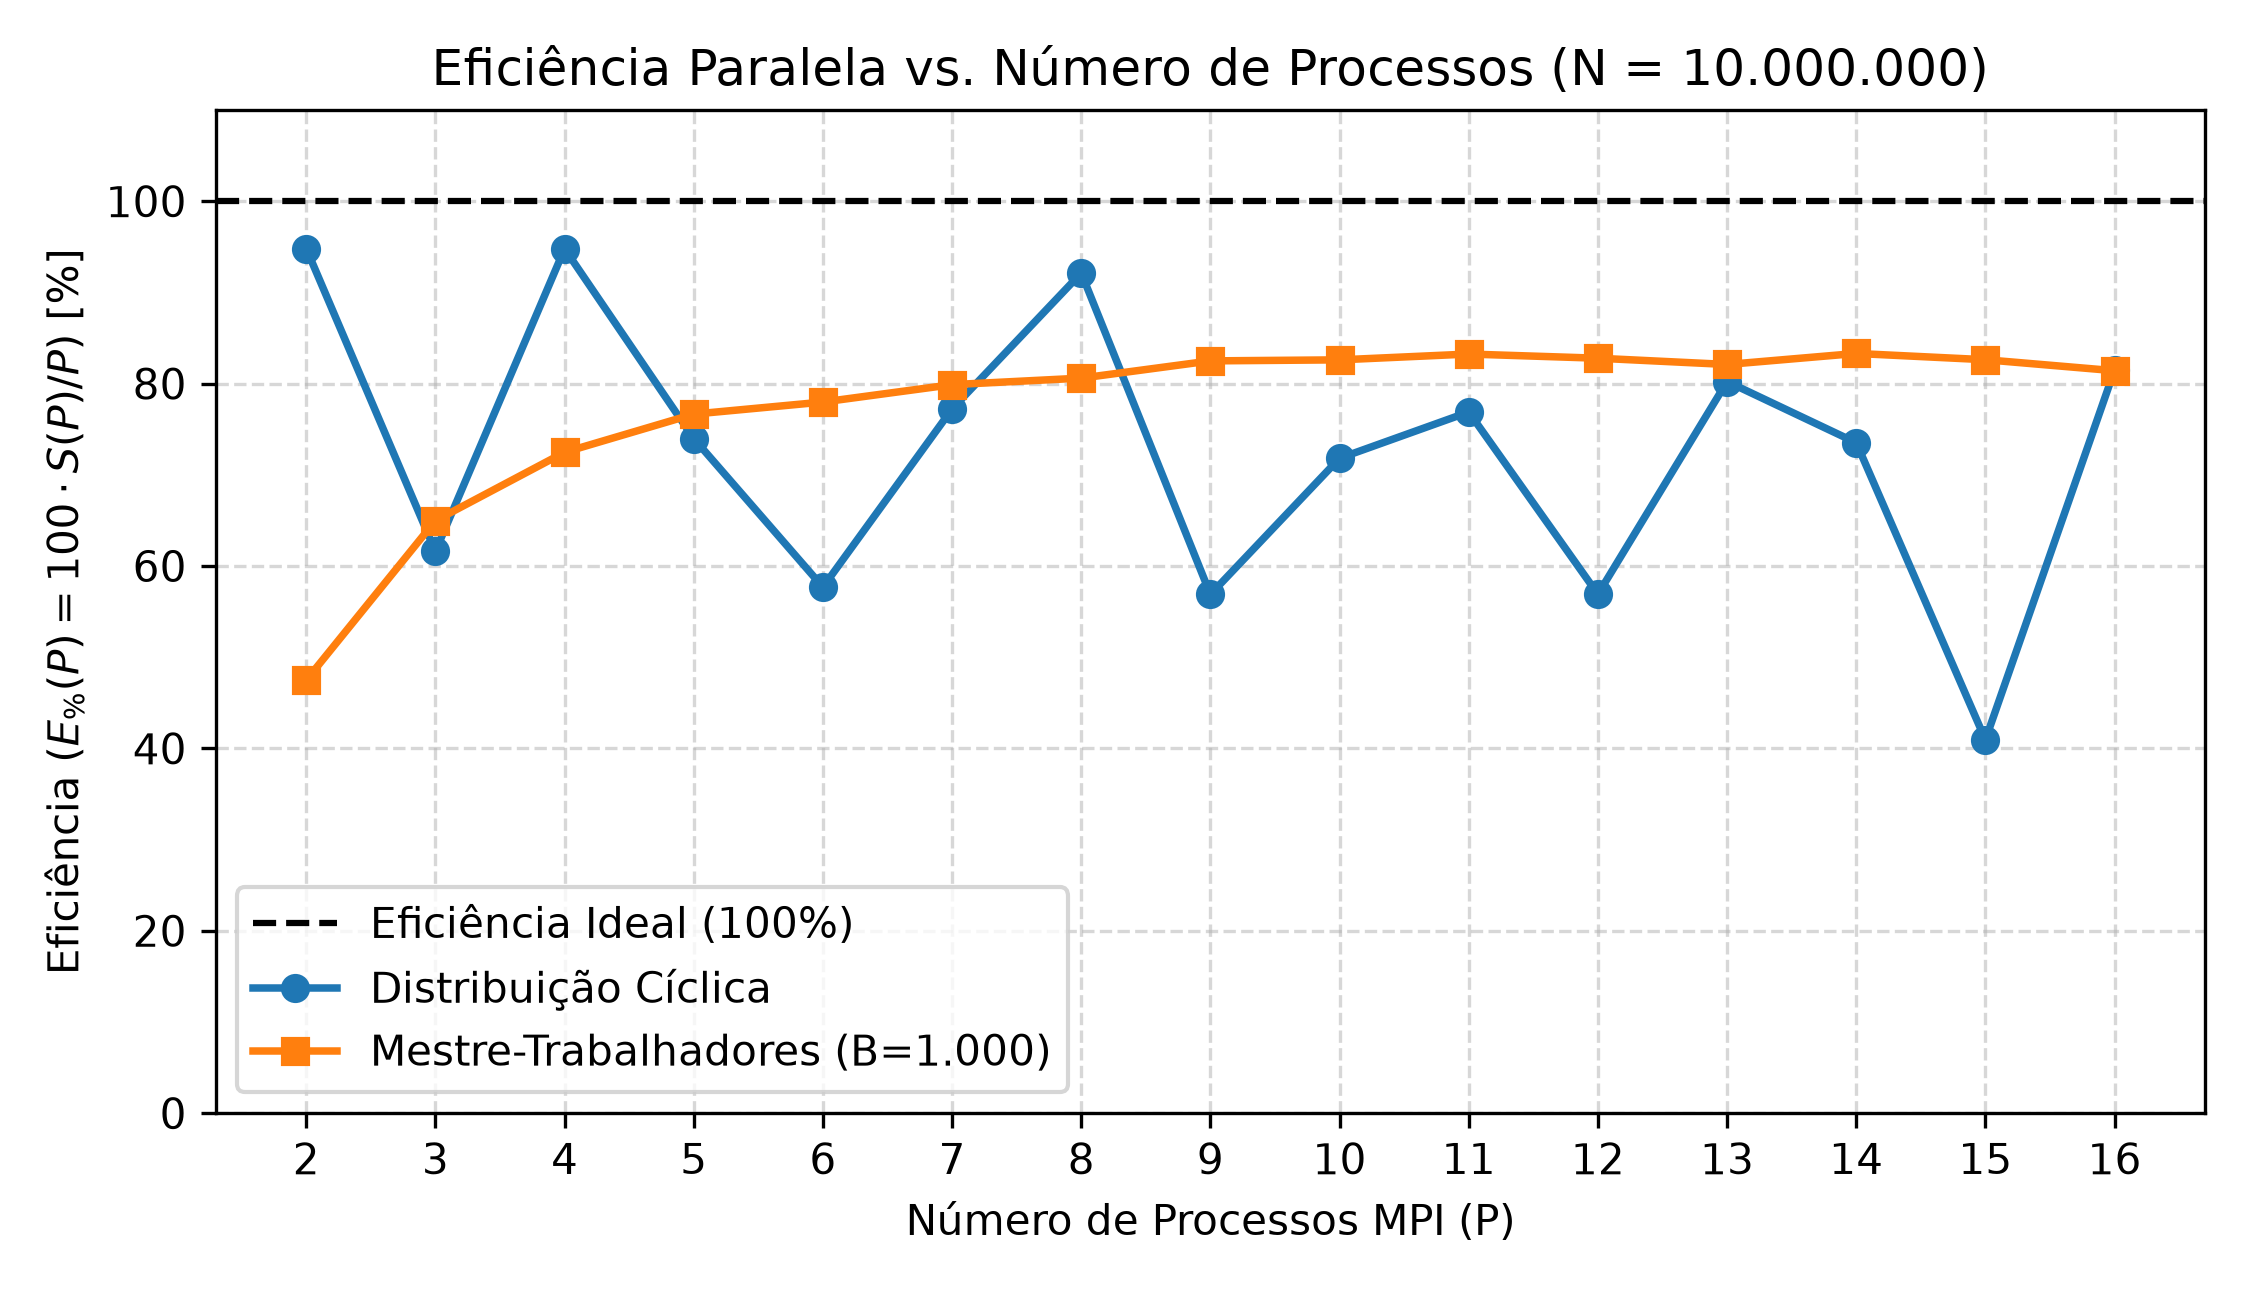 Eficiência Paralela vs. Número de Processos (N = 10.000.000)
Eficiência (E%(P) = 100 · S(P)/P) [%]
100
80
60
40
20
0
Eficiência Ideal (100%)
Distribuição Cíclica
Mestre-Trabalhadores (B=1.000)
2 3 4 5 6 7 8 9 10 11 12 13 14 15 16
Número de Processos MPI (P)